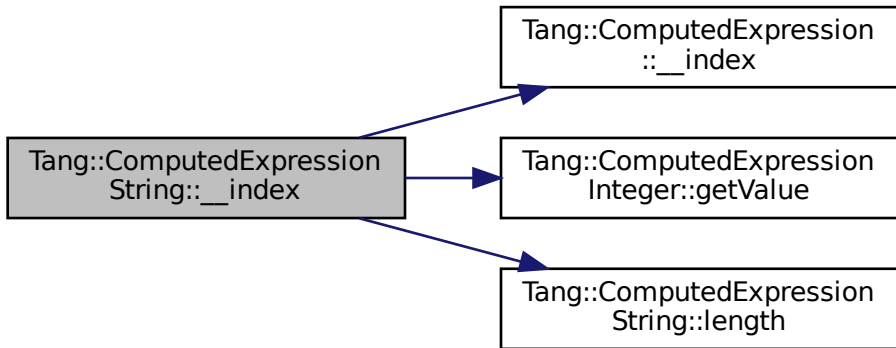 Tang::ComputedExpression
String::__index
Tang::ComputedExpression
::__index
Tang::ComputedExpression
Integer::getValue
Tang::ComputedExpression
String::length